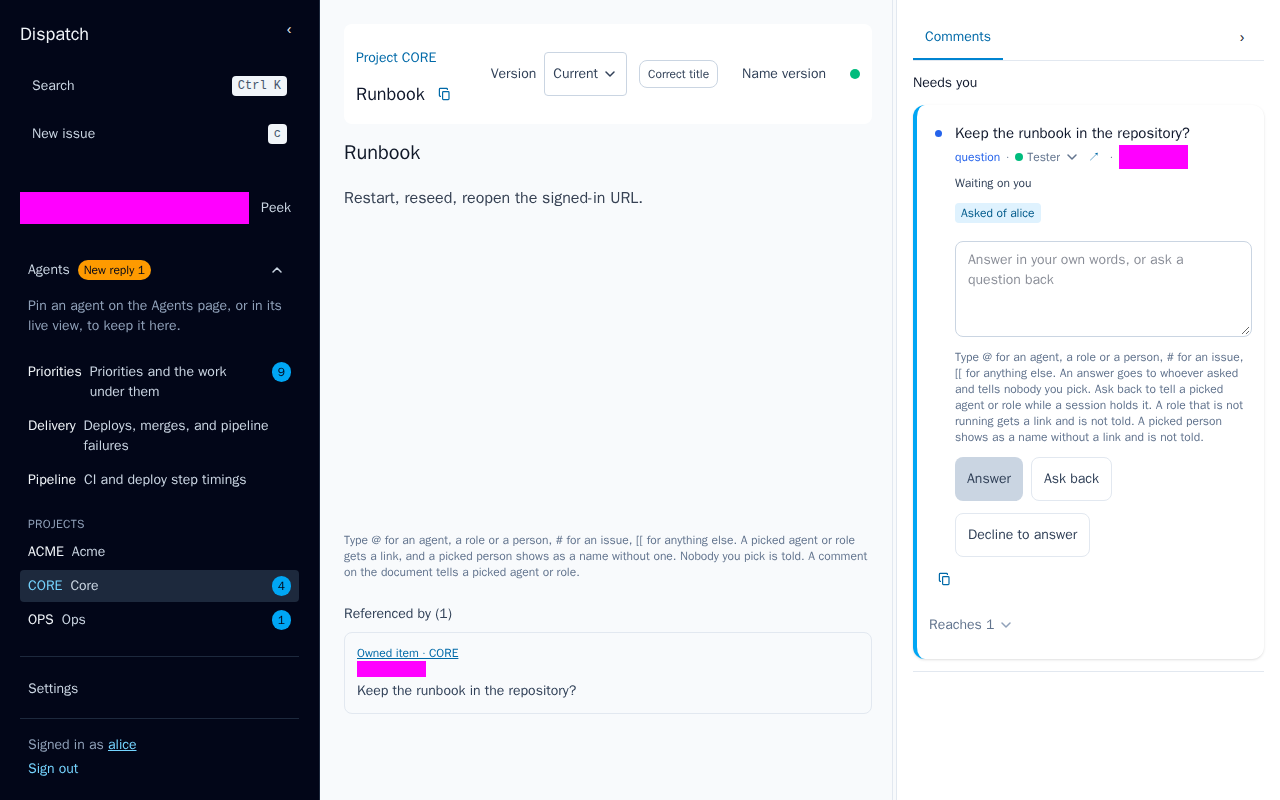 Dispatch
Search
Ctrl K
New issue
C
Peek
Agents
New reply 1
Pin an agent on the Agents page, or in its
live view, to keep it here.
Priorities
Priorities and the work
under them
9
Delivery
Deploys, merges, and pipeline
failures
Pipeline
CI and deploy step timings
PROJECTS
ACME Acme
CORE Core
4
OPS Ops
1
Settings
Signed in as alice
Sign out
Project CORE
Runbook
Version
Current
Correct title
Name version
Runbook
Restart, reseed, reopen the signed-in URL.
Type @ for an agent, a role or a person, # for an issue, [[ for anything else. A picked agent or role
gets a link, and a picked person shows as a name without one. Nobody you pick is told. A comment
on the document tells a picked agent or role.
Referenced by (1)
Owned item · CORE
Keep the runbook in the repository?
Comments
Needs you
Keep the runbook in the repository?
question · Tester ↗ ·
Waiting on you
Asked of alice
Answer in your own words, or ask a
question back
Type @ for an agent, a role or a person, # for an issue,
[[ for anything else. An answer goes to whoever asked
and tells nobody you pick. Ask back to tell a picked
agent or role while a session holds it. A role that is not
running gets a link and is not told. A picked person
shows as a name without a link and is not told.
Answer
Ask back
Decline to answer
Reaches 1